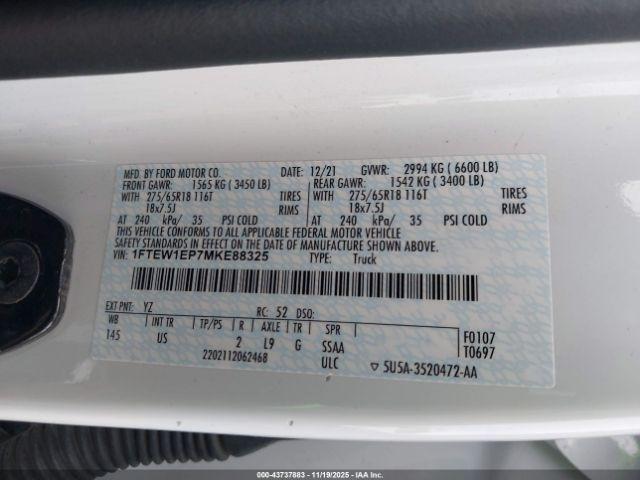 MFD. BY FORD MOTOR CO. DATE: 12/21 GVWR: 2994 KG ( 6600 LB)
FRONT GAWR: 1565 KG ( 3450 LB) REAR GAWR: 1542 KG ( 3400 LB)
WITH 275/65R18 116T TIRES WITH 275/65R18 116T TIRES
18x7.5J RIMS 18x7.5J RIMS
AT 240 kPa/ 35 PSI COLD AT 240 kPa/ 35 PSI COLD
THIS VEHICLE CONFORMS TO ALL APPLICABLE FEDERAL MOTOR VEHICLE
SAFETY STANDARDS IN EFFECT ON THE DATE OF MANUFACTURE SHOWN ABOVE.
VIN: 1FTEW1EP7MKE88325 TYPE: Truck
EXT PNT: YZ RC: 52 DSO:
WB INT TR TP/PS R AXLE TR SPR F0107
145 US 2 L9 G SSAA T0697
2202112062468 ULC 5U5A-3520472-AA
000-43737883 - 11/19/2025 - IAAI.CA